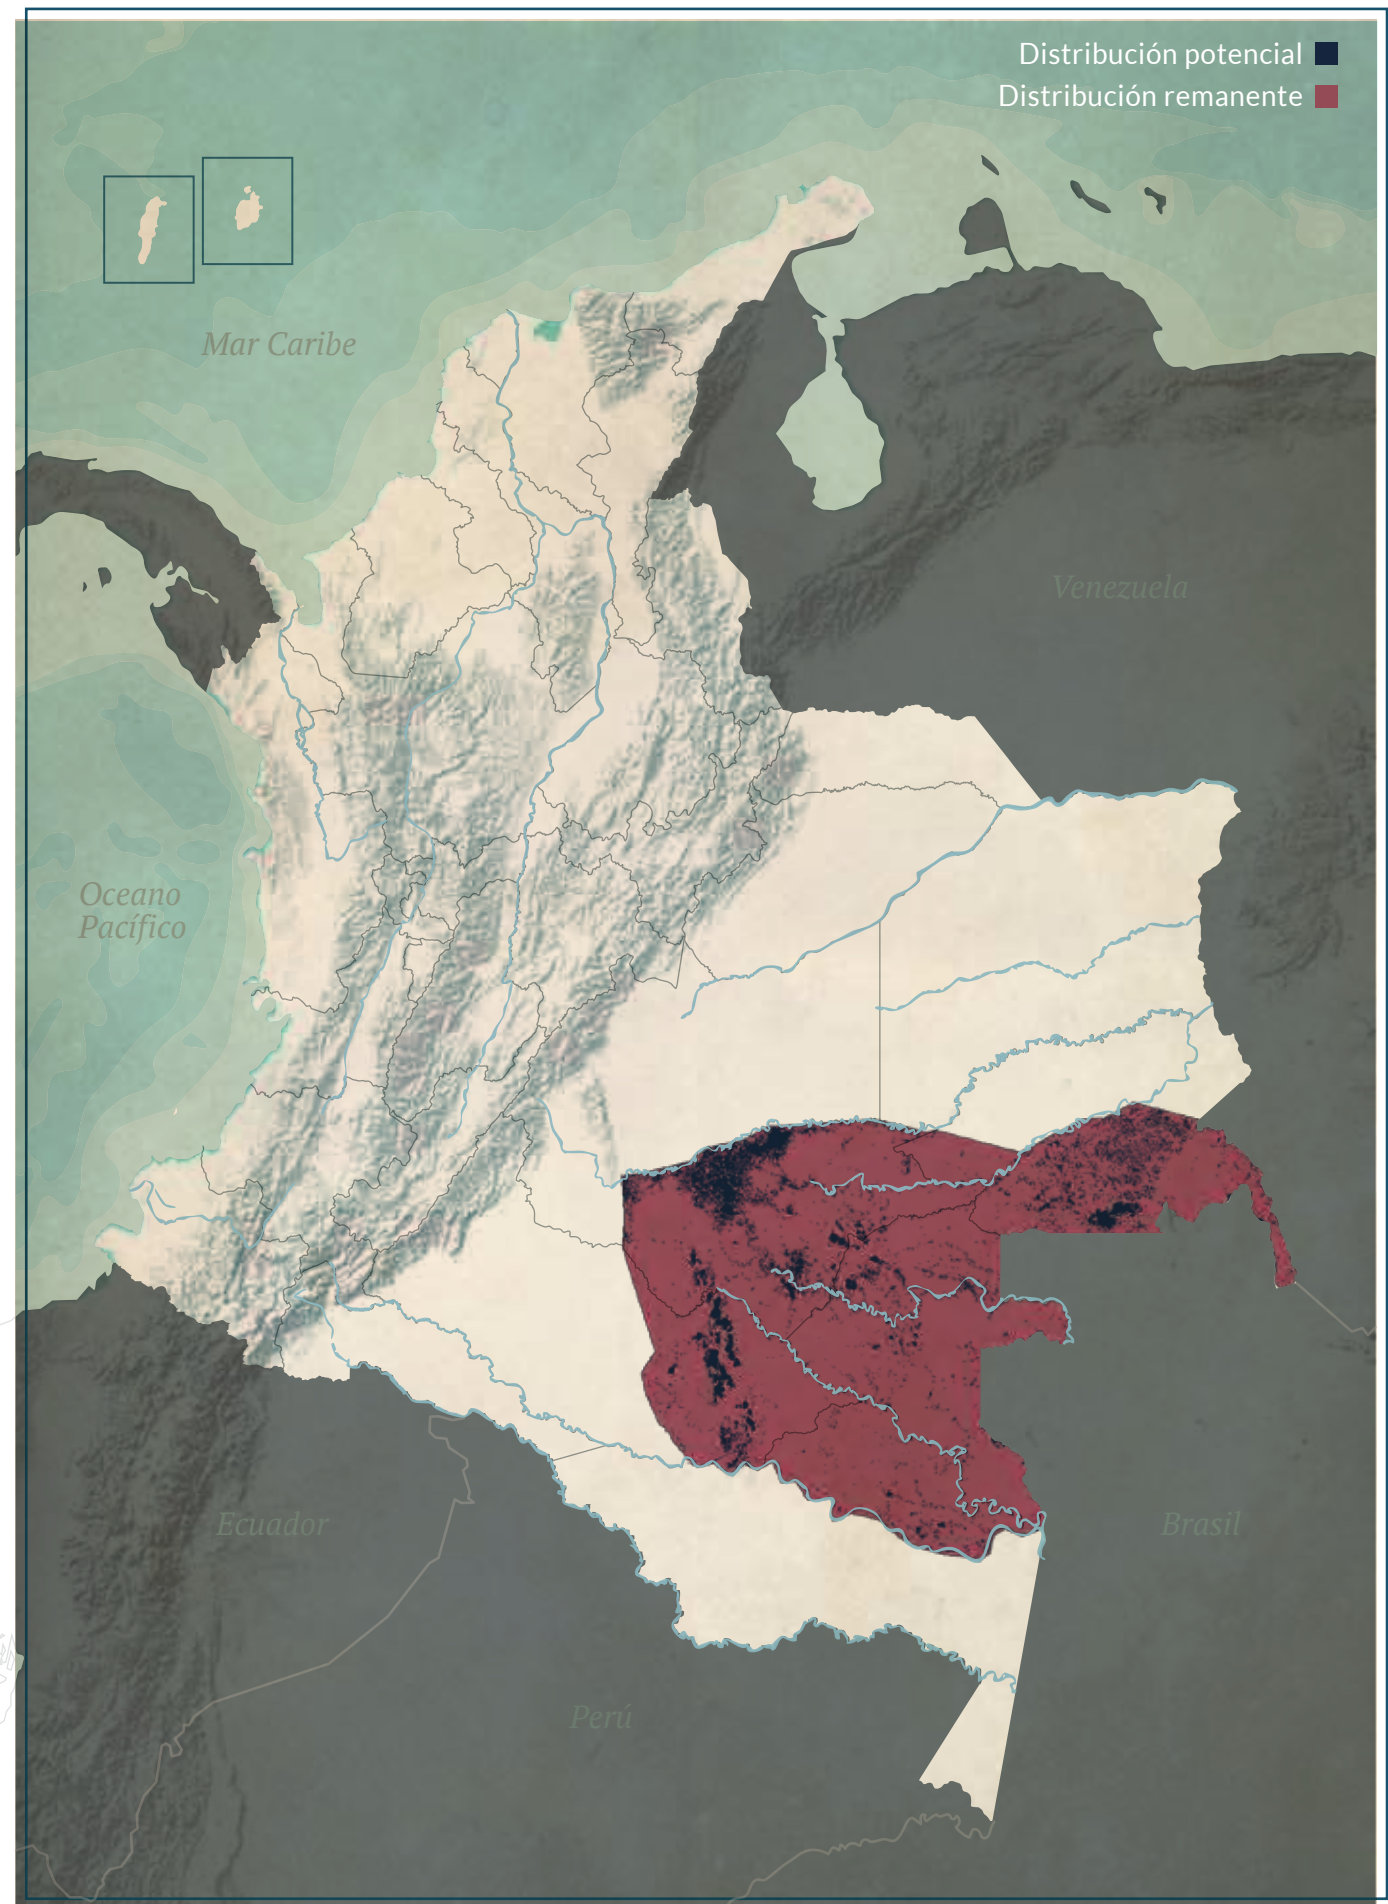 Distribución potencial
Distribución remanente
Mar Caribe
Venezuela
Oceano
Pacífico
Ecuador
Brasil
Perú